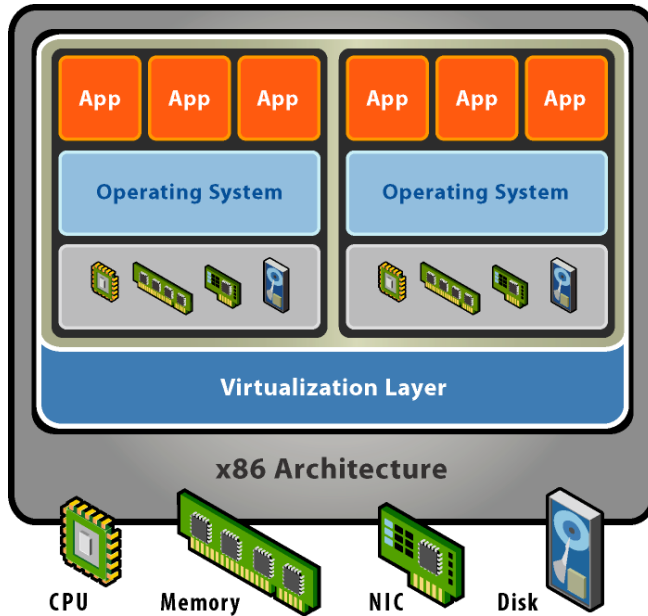 App App App App App App
Operating System Operating System
Virtualization Layer
x86 Architecture
CPU Memory NIC Disk